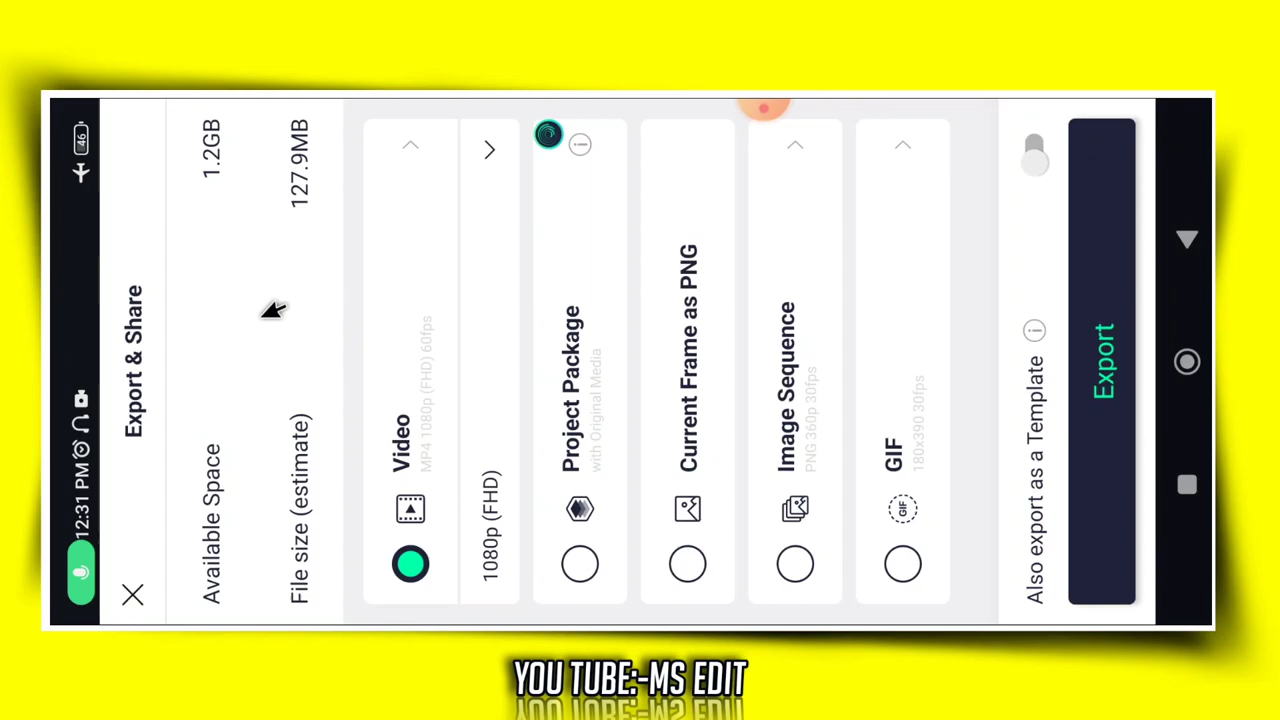 12:31 PM
46
Export & Share
Available Space 1.2GB
File size (estimate) 127.9MB
Video
MP4 1080p (FHD) 60fps
1080p (FHD)
Project Package
with Original Media
Current Frame as PNG
Image Sequence
PNG 360p 30fps
GIF
GIF
180x390 30fps
Also export as a Template
Export
YOU TUBE:-MS EDIT